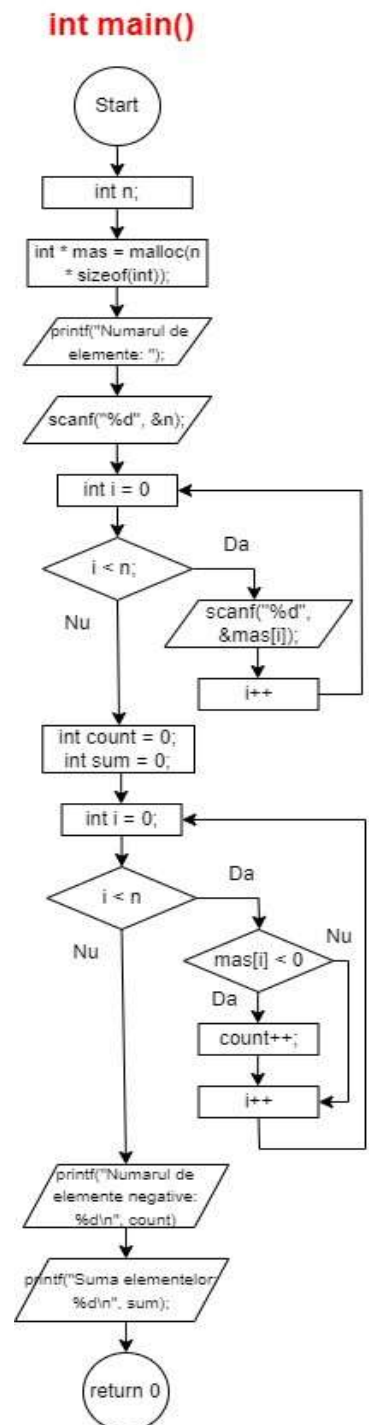 int main()
Start
int n;
int * mas = malloc(n
* sizeof(int));
printf("Numarul de
elemente: ");
scanf("%d", &n);
int i = 0
i < n;
Da
Nu
scanf("%d",
&mas[i]);
i++
int count = 0;
int sum = 0;
int i = 0;
i < n
Da
Nu
mas[i] < 0
Nu
Da
count++;
i++
printf("Numarul de
elemente negative:
%d\n", count)
printf("Suma elementelor:
%d\n", sum);
return 0